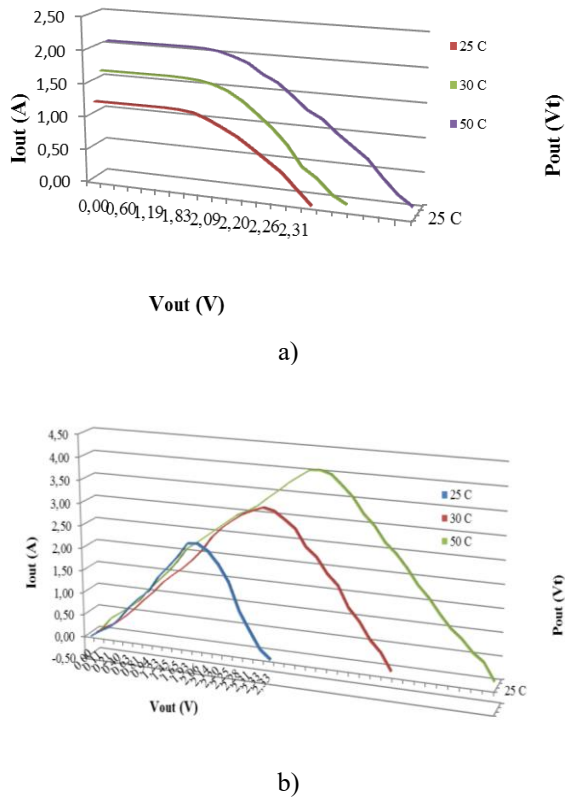 2,50
2,00
1,50
1,00
0,50
0,00
Iout (A)
0,00 0,60 1,19 1,83 2,09 2,20 2,26 2,31
25 C
30 C
50 C
25 C
Pout (Vt)
Vout (V)
a)
4,50
4,00
3,50
3,00
2,50
2,00
1,50
1,00
0,50
0,00
-0,50
Iout (A)
25 C
30 C
50 C
25 C
Pout (Vt)
Vout (V)
b)